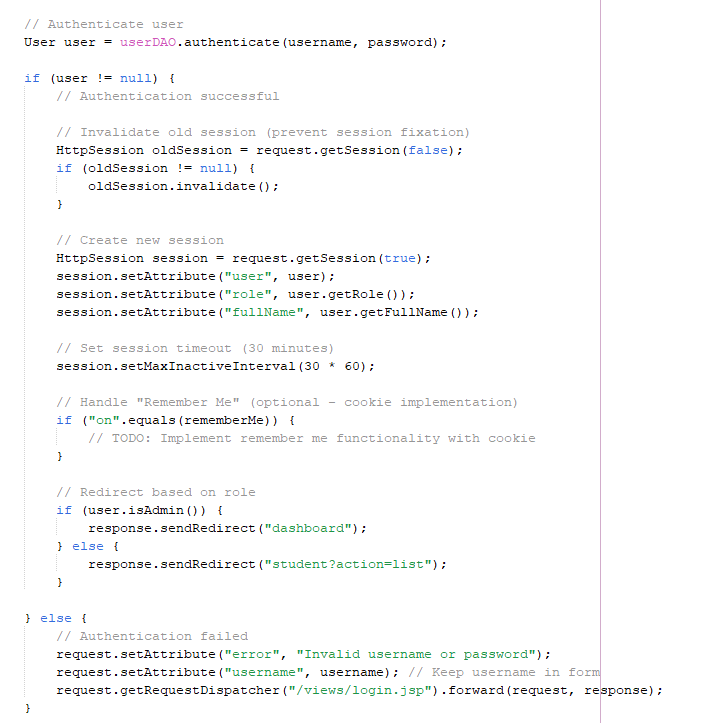 // Authenticate user
User user = userDAO.authenticate(username, password);
if (user != null) {
// Authentication successful
// Invalidate old session (prevent session fixation)
HttpSession oldSession = request.getSession(false);
if (oldSession != null) {
oldSession.invalidate();
}
// Create new session
HttpSession session = request.getSession(true);
session.setAttribute("user", user);
session.setAttribute("role", user.getRole());
session.setAttribute("fullName", user.getFullName());
// Set session timeout (30 minutes)
session.setMaxInactiveInterval(30 * 60);
// Handle "Remember Me" (optional - cookie implementation)
if ("on".equals(rememberMe)) {
// TODO: Implement remember me functionality with cookie
}
// Redirect based on role
if (user.isAdmin()) {
response.sendRedirect("dashboard");
} else {
response.sendRedirect("student?action=list");
}
} else {
// Authentication failed
request.setAttribute("error", "Invalid username or password");
request.setAttribute("username", username); // Keep username in form
request.getRequestDispatcher("/views/login.jsp").forward(request, response);
}